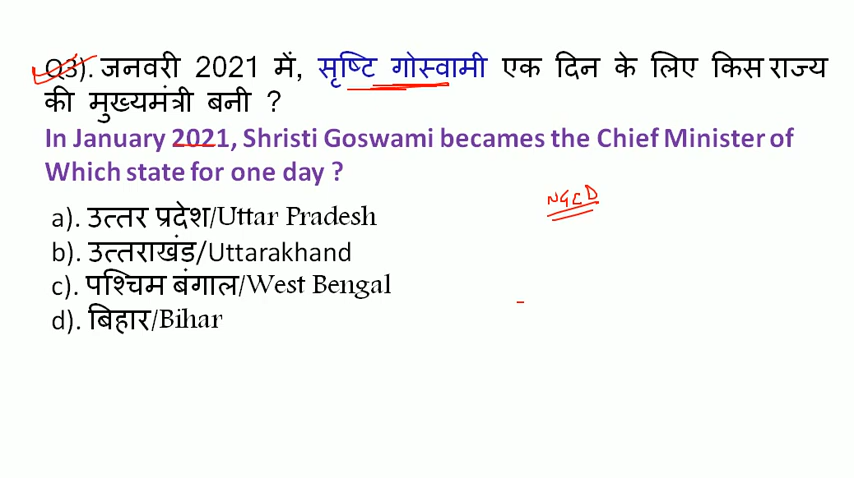 Q3). जनवरी 2021 में, सृष्टि गोस्वामी एक दिन के लिए किस राज्य
की मुख्यमंत्री बनी ?
In January 2021, Shristi Goswami becames the Chief Minister of
Which state for one day ?
a). उत्तर प्रदेश/Uttar Pradesh
b). उत्तराखंड/Uttarakhand
c). पश्चिम बंगाल/West Bengal
d). बिहार/Bihar